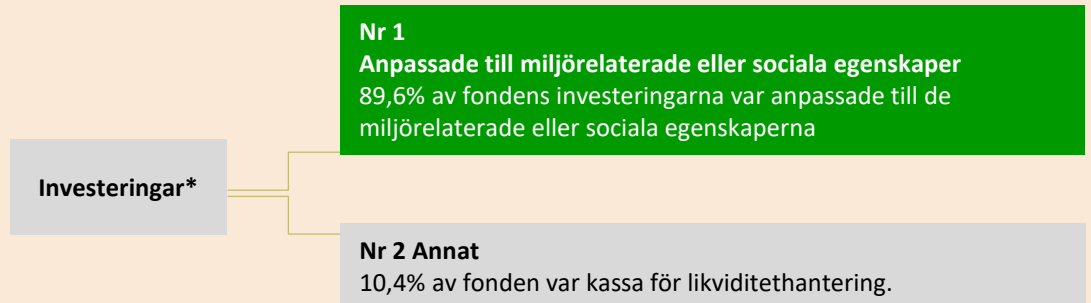 Nr 1
Anpassade till miljörelaterade eller sociala egenskaper
89,6% av fondens investeringarna var anpassade till de
miljörelaterade eller sociala egenskaperna
Investeringar*
Nr 2 Annat
10,4% av fonden var kassa för likviditethantering.